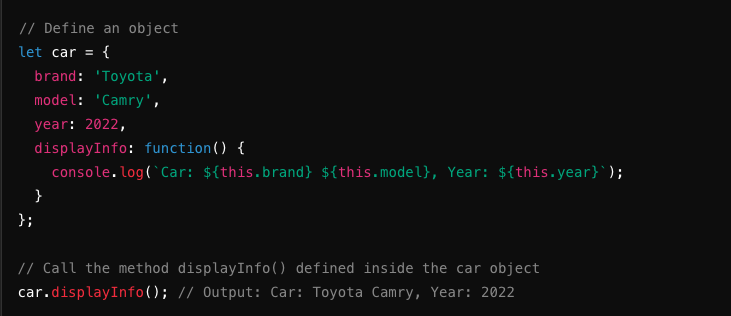 // Define an object
let car = {
  brand: 'Toyota',
  model: 'Camry',
  year: 2022,
  displayInfo: function() {
    console.log(`Car: ${this.brand} ${this.model}, Year: ${this.year}`);
  }
};

// Call the method displayInfo() defined inside the car object
car.displayInfo(); // Output: Car: Toyota Camry, Year: 2022